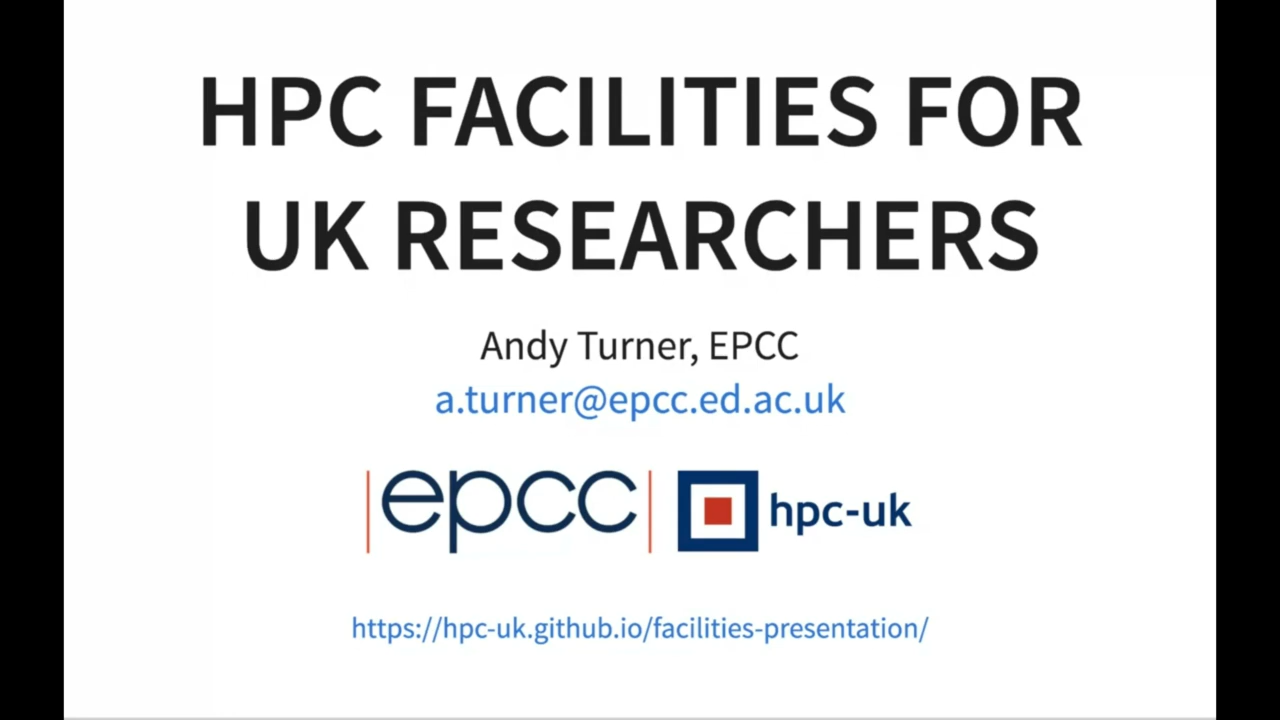 HPC FACILITIES FOR
UK RESEARCHERS
Andy Turner, EPCC
a.turner@epcc.ed.ac.uk
epcc
hpc-uk
https://hpc-uk.github.io/facilities-presentation/